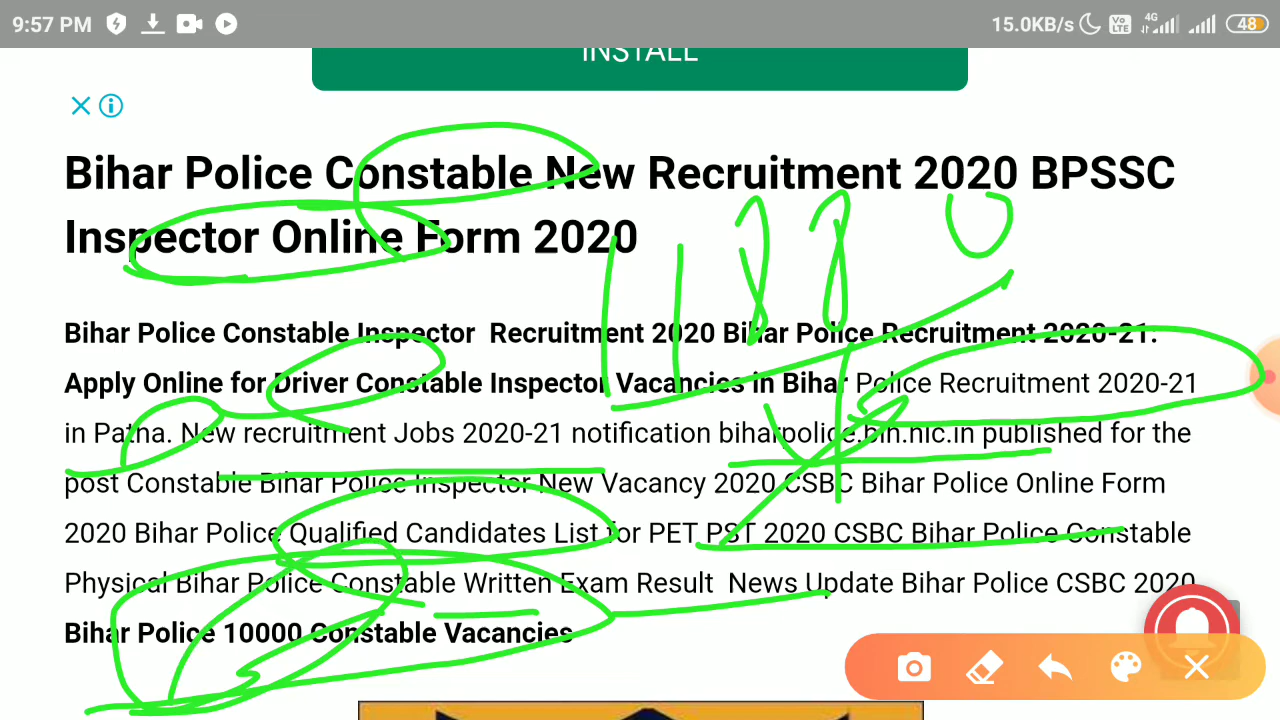 9:57 PM 15.0KB/s Vo LTE 4G 48
INSTALL
Bihar Police Constable New Recruitment 2020 BPSSC
Inspector Online Form 2020
11880
Bihar Police Constable Inspector Recruitment 2020 Bihar Police Recruitment 2020-21:
Apply Online for Driver Constable Inspector Vacancies in Bihar Police Recruitment 2020-21
in Patna. New recruitment Jobs 2020-21 notification biharpolice.bih.nic.in published for the
post Constable Bihar Police Inspector New Vacancy 2020 CSBC Bihar Police Online Form
2020 Bihar Police Qualified Candidates List for PET PST 2020 CSBC Bihar Police Constable
Physical Bihar Police Constable Written Exam Result News Update Bihar Police CSBC 2020
Bihar Police 10000 Constable Vacancies